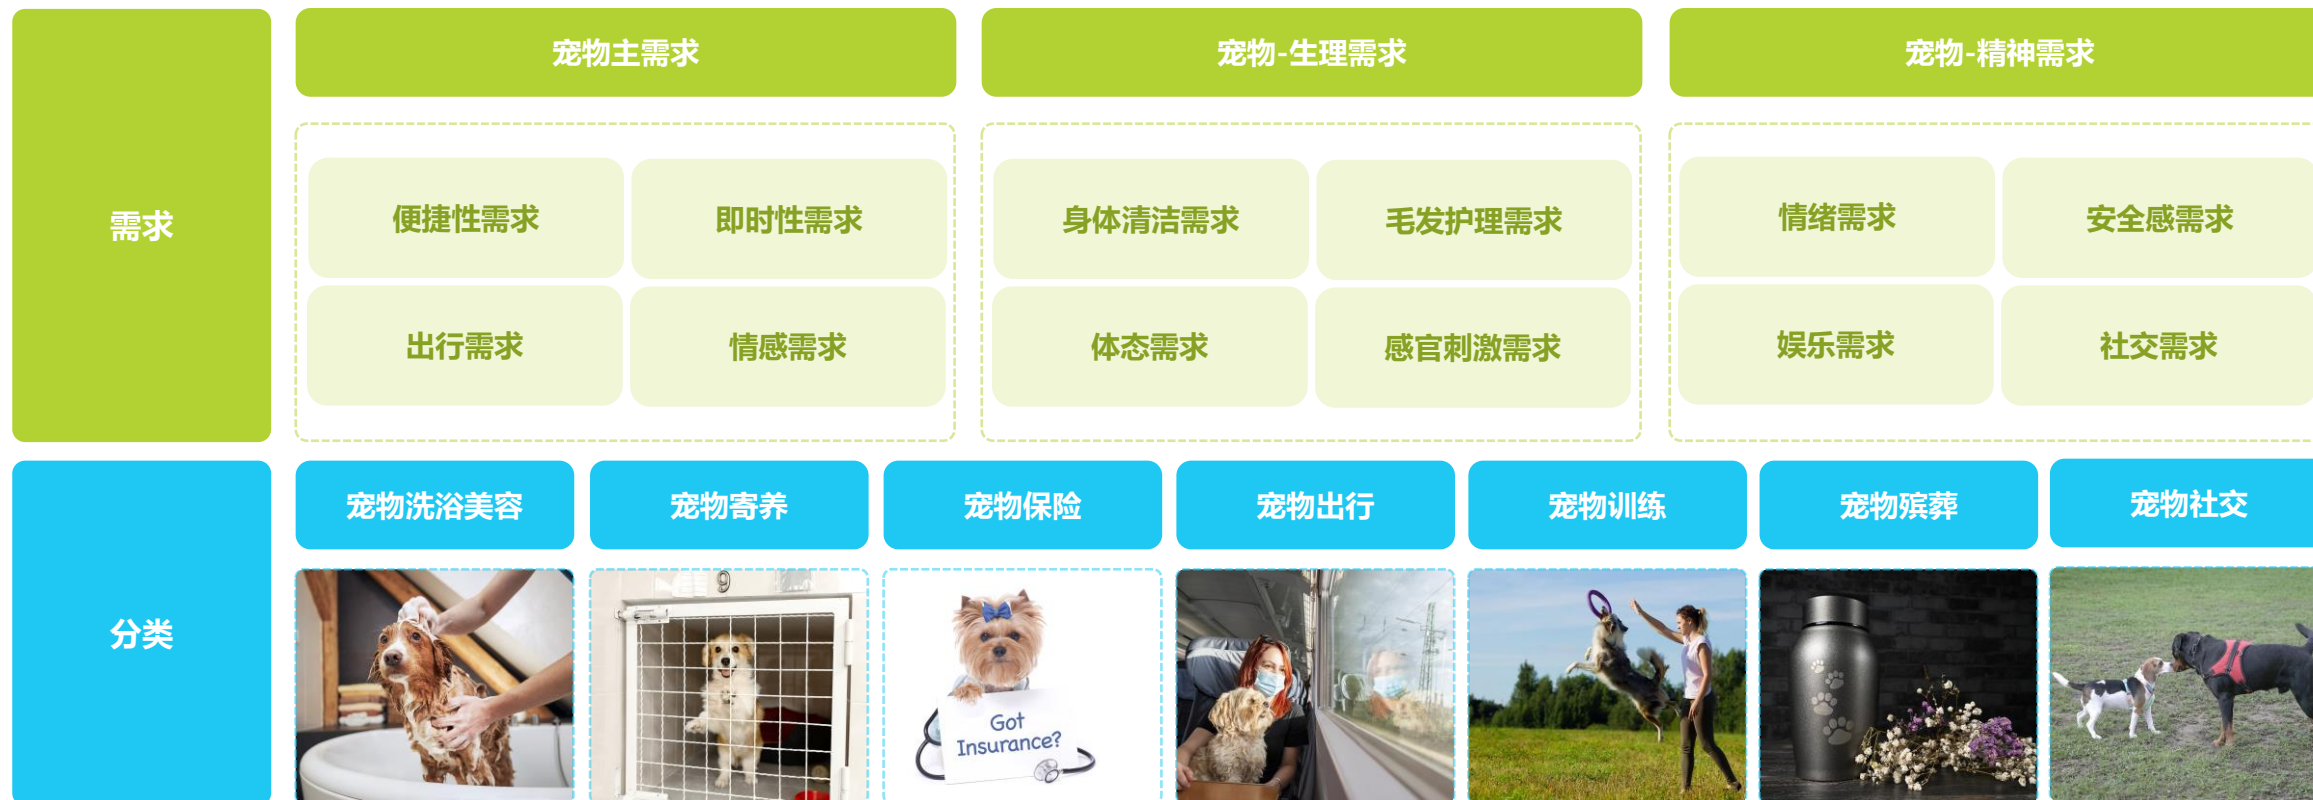 需求
宠物主需求
宠物-生理需求
宠物-精神需求
便捷性需求
即时性需求
身体清洁需求
毛发护理需求
情绪需求
安全感需求
出行需求
情感需求
体态需求
感官刺激需求
娱乐需求
社交需求
分类
宠物洗浴美容
宠物寄养
宠物保险
宠物出行
宠物训练
宠物殡葬
宠物社交
9
Got
Insurance?